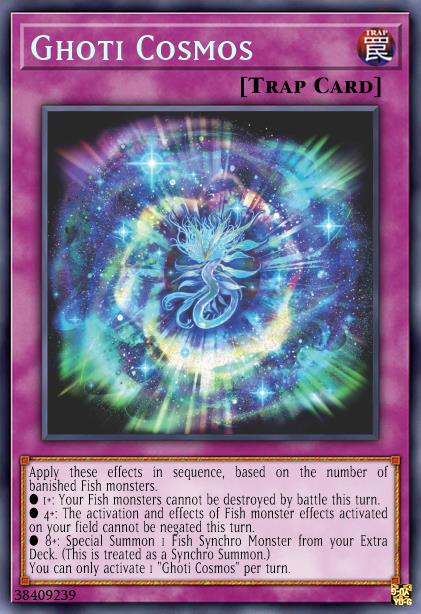 Ghoti Cosmos
TRAP
罠
[Trap Card]
Apply these effects in sequence, based on the number of
banished Fish monsters.
● 1+: Your Fish monsters cannot be destroyed by battle this turn.
● 4+: The activation and effects of Fish monster effects activated
on your field cannot be negated this turn.
● 8+: Special Summon 1 Fish Synchro Monster from your Extra
Deck. (This is treated as a Synchro Summon.)
You can only activate 1 "Ghoti Cosmos" per turn.
38409239